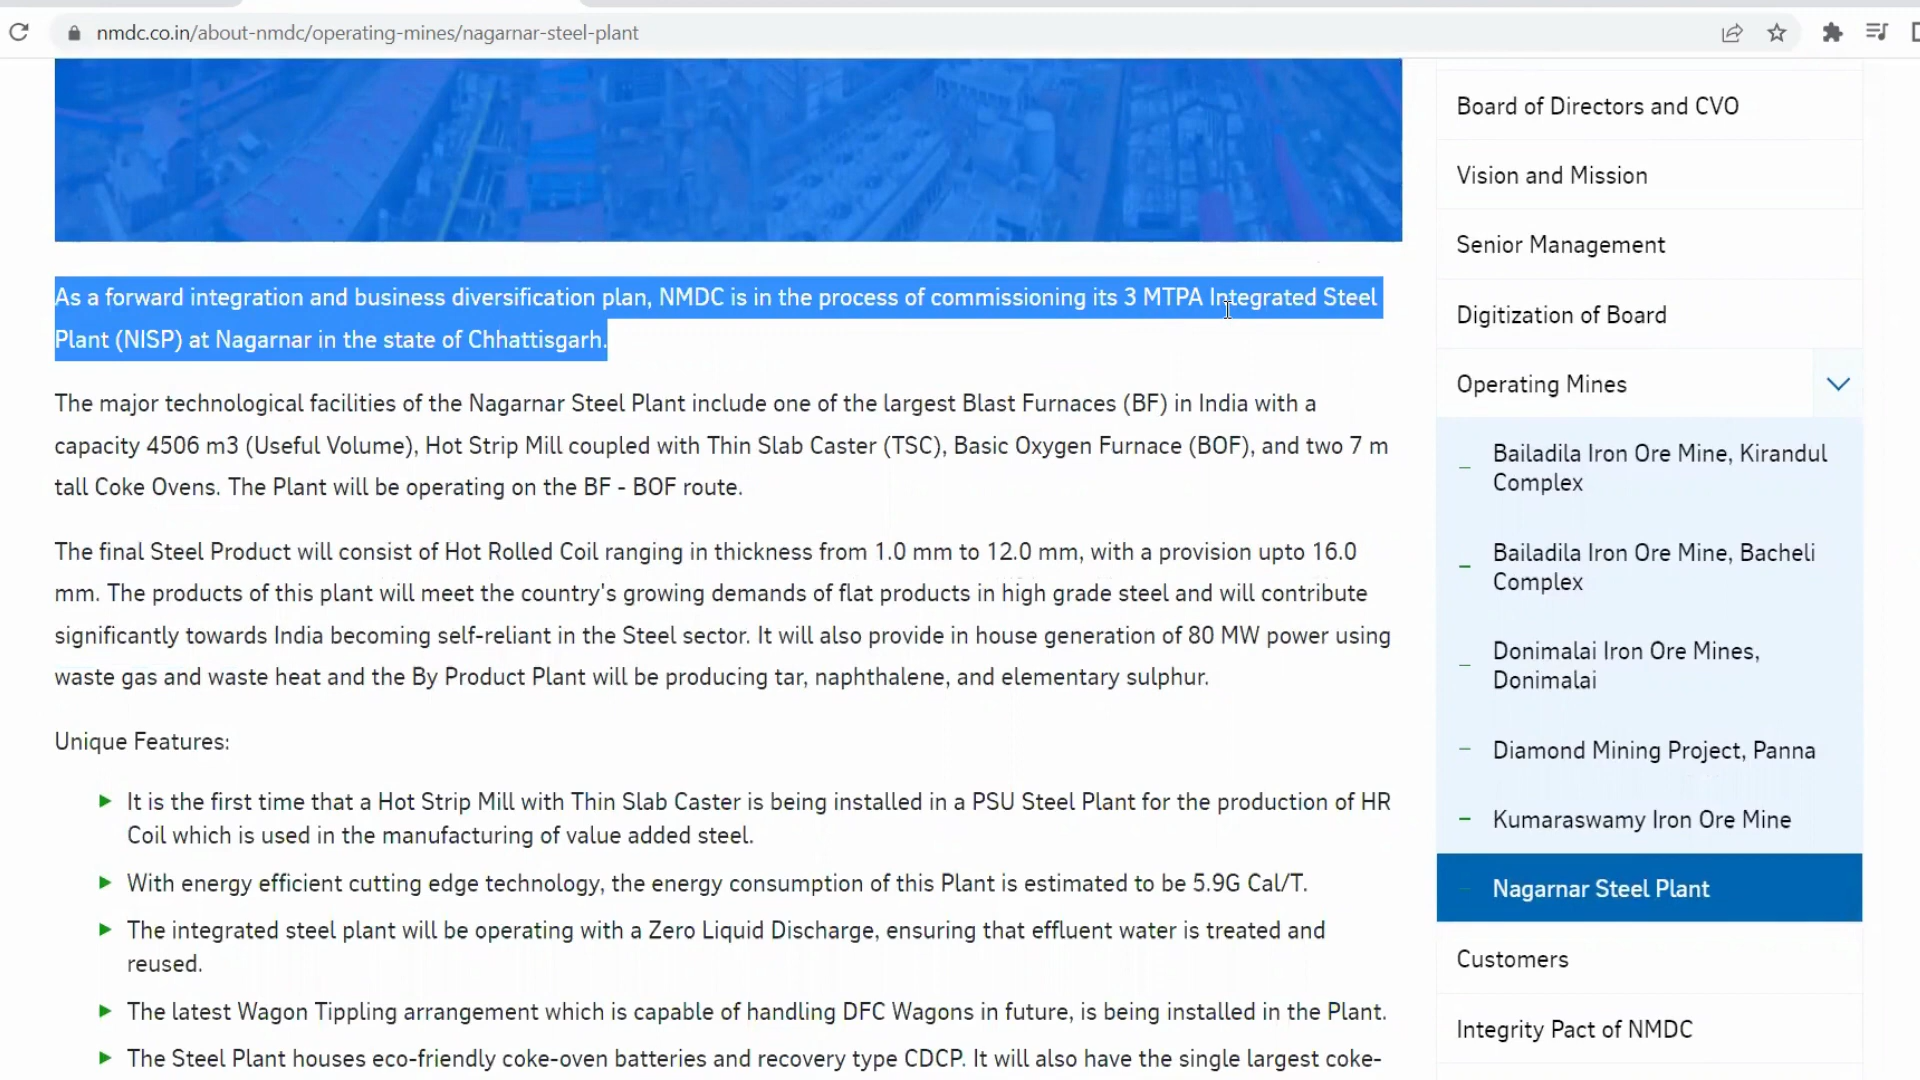 nmdc.co.in/about-nmdc/operating-mines/nagarnar-steel-plant
As a forward integration and business diversification plan, NMDC is in the process of commissioning its 3 MTPA Integrated Steel
Plant (NISP) at Nagarnar in the state of Chhattisgarh.
The major technological facilities of the Nagarnar Steel Plant include one of the largest Blast Furnaces (BF) in India with a
capacity 4506 m3 (Useful Volume), Hot Strip Mill coupled with Thin Slab Caster (TSC), Basic Oxygen Furnace (BOF), and two 7 m
tall Coke Ovens. The Plant will be operating on the BF - BOF route.
The final Steel Product will consist of Hot Rolled Coil ranging in thickness from 1.0 mm to 12.0 mm, with a provision upto 16.0
mm. The products of this plant will meet the country's growing demands of flat products in high grade steel and will contribute
significantly towards India becoming self-reliant in the Steel sector. It will also provide in house generation of 80 MW power using
waste gas and waste heat and the By Product Plant will be producing tar, naphthalene, and elementary sulphur.
Unique Features:
It is the first time that a Hot Strip Mill with Thin Slab Caster is being installed in a PSU Steel Plant for the production of HR
Coil which is used in the manufacturing of value added steel.
With energy efficient cutting edge technology, the energy consumption of this Plant is estimated to be 5.9G Cal/T.
The integrated steel plant will be operating with a Zero Liquid Discharge, ensuring that effluent water is treated and
reused.
The latest Wagon Tippling arrangement which is capable of handling DFC Wagons in future, is being installed in the Plant.
The Steel Plant houses eco-friendly coke-oven batteries and recovery type CDCP. It will also have the single largest coke-
Board of Directors and CVO
Vision and Mission
Senior Management
Digitization of Board
Operating Mines
Bailadila Iron Ore Mine, Kirandul
Complex
Bailadila Iron Ore Mine, Bacheli
Complex
Donimalai Iron Ore Mines,
Donimalai
Diamond Mining Project, Panna
Kumaraswamy Iron Ore Mine
Nagarnar Steel Plant
Customers
Integrity Pact of NMDC